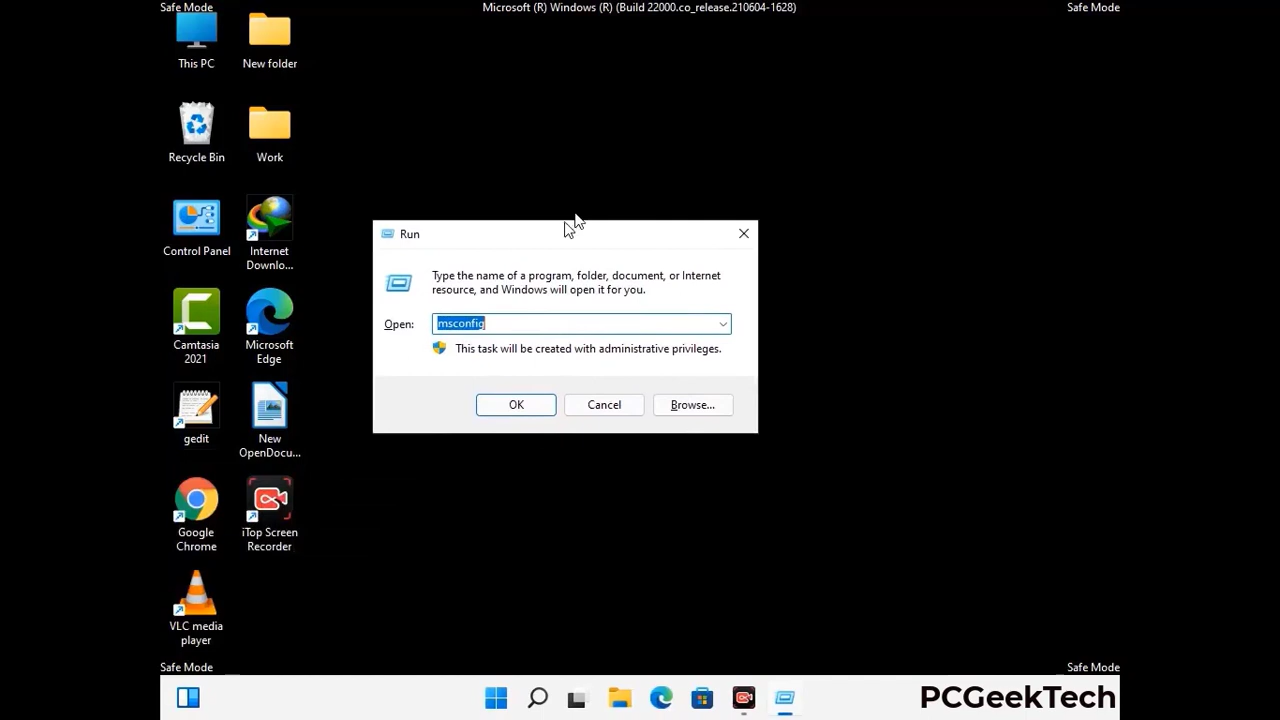 Safe Mode
Microsoft (R) Windows (R) (Build 22000.co_release.210604-1628)
Safe Mode
This PC
New folder
Recycle Bin
Work
Control Panel
Internet
Downlo...
Camtasia
2021
Microsoft
Edge
gedit
New
OpenDocu...
Google
Chrome
iTop Screen
Recorder
VLC media
player
Run
Type the name of a program, folder, document, or Internet
resource, and Windows will open it for you.
Open:
msconfig
This task will be created with administrative privileges.
OK
Cancel
Browse...
Safe Mode
Safe Mode
PCGeekTech